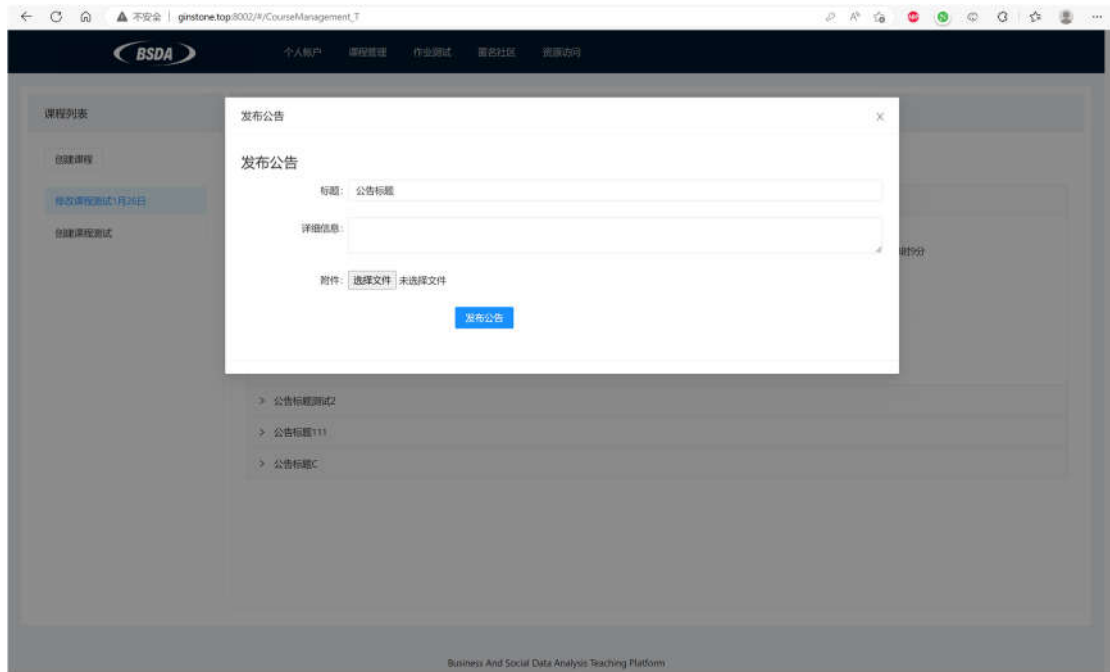 不安全 ginstone.top:8002/#/CourseManagement_T
BSDA 个人帐户 课程管理 作业测试 匿名社区 资源访问
课程列表
发布公告
创建课程
发布公告
标题: 公告标题
修改课程测试1月26日
详细信息:
创建课程测试
附件: 选择文件 未选择文件
发布公告
公告标题测试2
公告标题111
公告标题C
Business And Social Data Analysis Teaching Platform